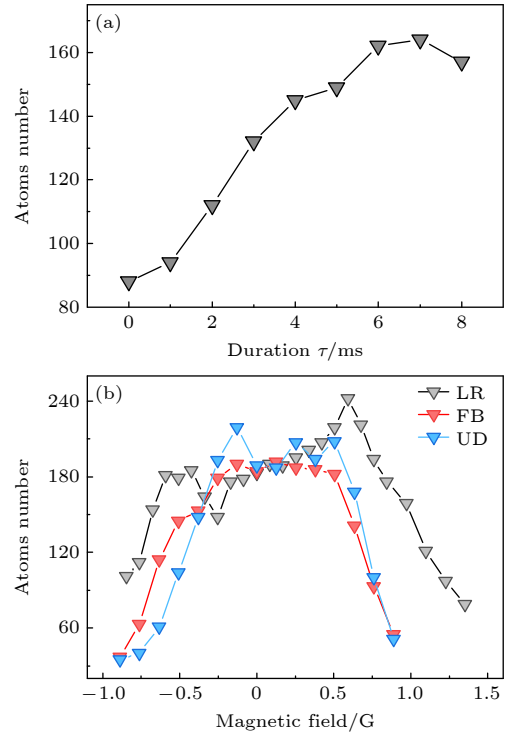 (a)
160
140
120
100
80
Atoms number
0 2 4 6 8
Duration τ/ms
(b)
LR
FB
UD
240
180
120
60
Atoms number
−1.0 −0.5 0 0.5 1.0 1.5
Magnetic field/G